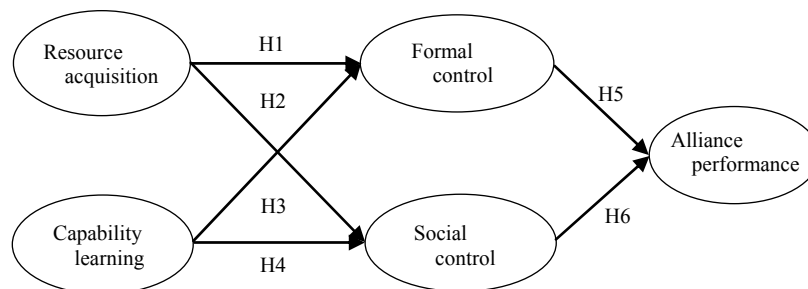 Resource
acquisition
H1
Formal
control
H2
H5
Alliance
performance
Capability
learning
H3
H4
Social
control
H6